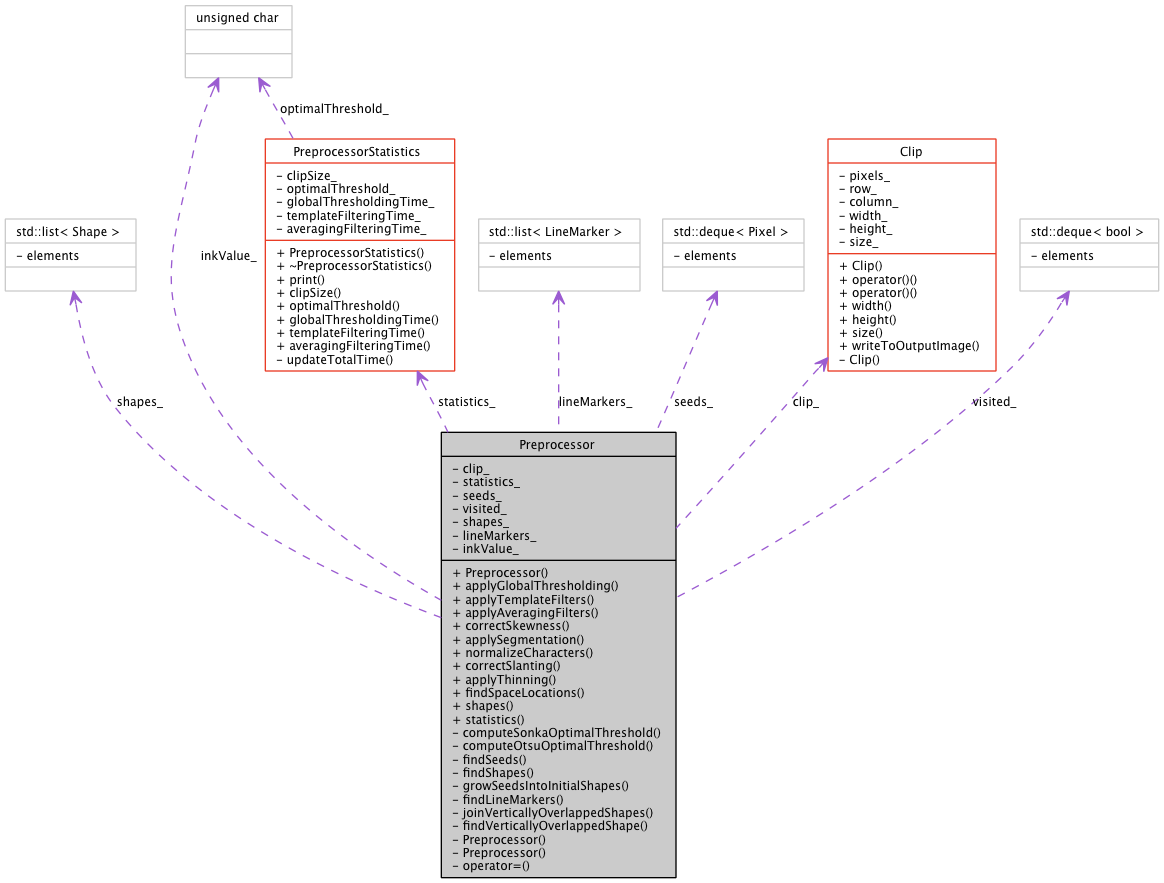 unsigned char
optimalThreshold_
PreprocessorStatistics
– clipSize_
– optimalThreshold_
– globalThresholdingTime_
– templateFilteringTime_
– averagingFilteringTime_
+ PreprocessorStatistics()
+ ~PreprocessorStatistics()
+ print()
+ clipSize()
+ optimalThreshold()
+ globalThresholdingTime()
+ templateFilteringTime()
+ averagingFilteringTime()
– updateTotalTime()
Clip
– pixels_
– row_
– column_
– width_
– height_
– size_
+ Clip()
+ operator()()
+ operator()()
+ width()
+ height()
+ size()
+ writeToOutputImage()
– Clip()
std::list< Shape >
– elements
inkValue_
std::list< LineMarker >
– elements
std::deque< Pixel >
– elements
std::deque< bool >
– elements
shapes_
statistics_
lineMarkers_
seeds_
clip_
visited_
Preprocessor
– clip_
– statistics_
– seeds_
– visited_
– shapes_
– lineMarkers_
– inkValue_
+ Preprocessor()
+ applyGlobalThresholding()
+ applyTemplateFilters()
+ applyAveragingFilters()
+ correctSkewness()
+ applySegmentation()
+ normalizeCharacters()
+ correctSlanting()
+ applyThinning()
+ findSpaceLocations()
+ shapes()
+ statistics()
– computeSonkaOptimalThreshold()
– computeOtsuOptimalThreshold()
– findSeeds()
– findShapes()
– growSeedsIntoInitialShapes()
– findLineMarkers()
– joinVerticallyOverlappedShapes()
– findVerticallyOverlappedShape()
– Preprocessor()
– Preprocessor()
– operator=()